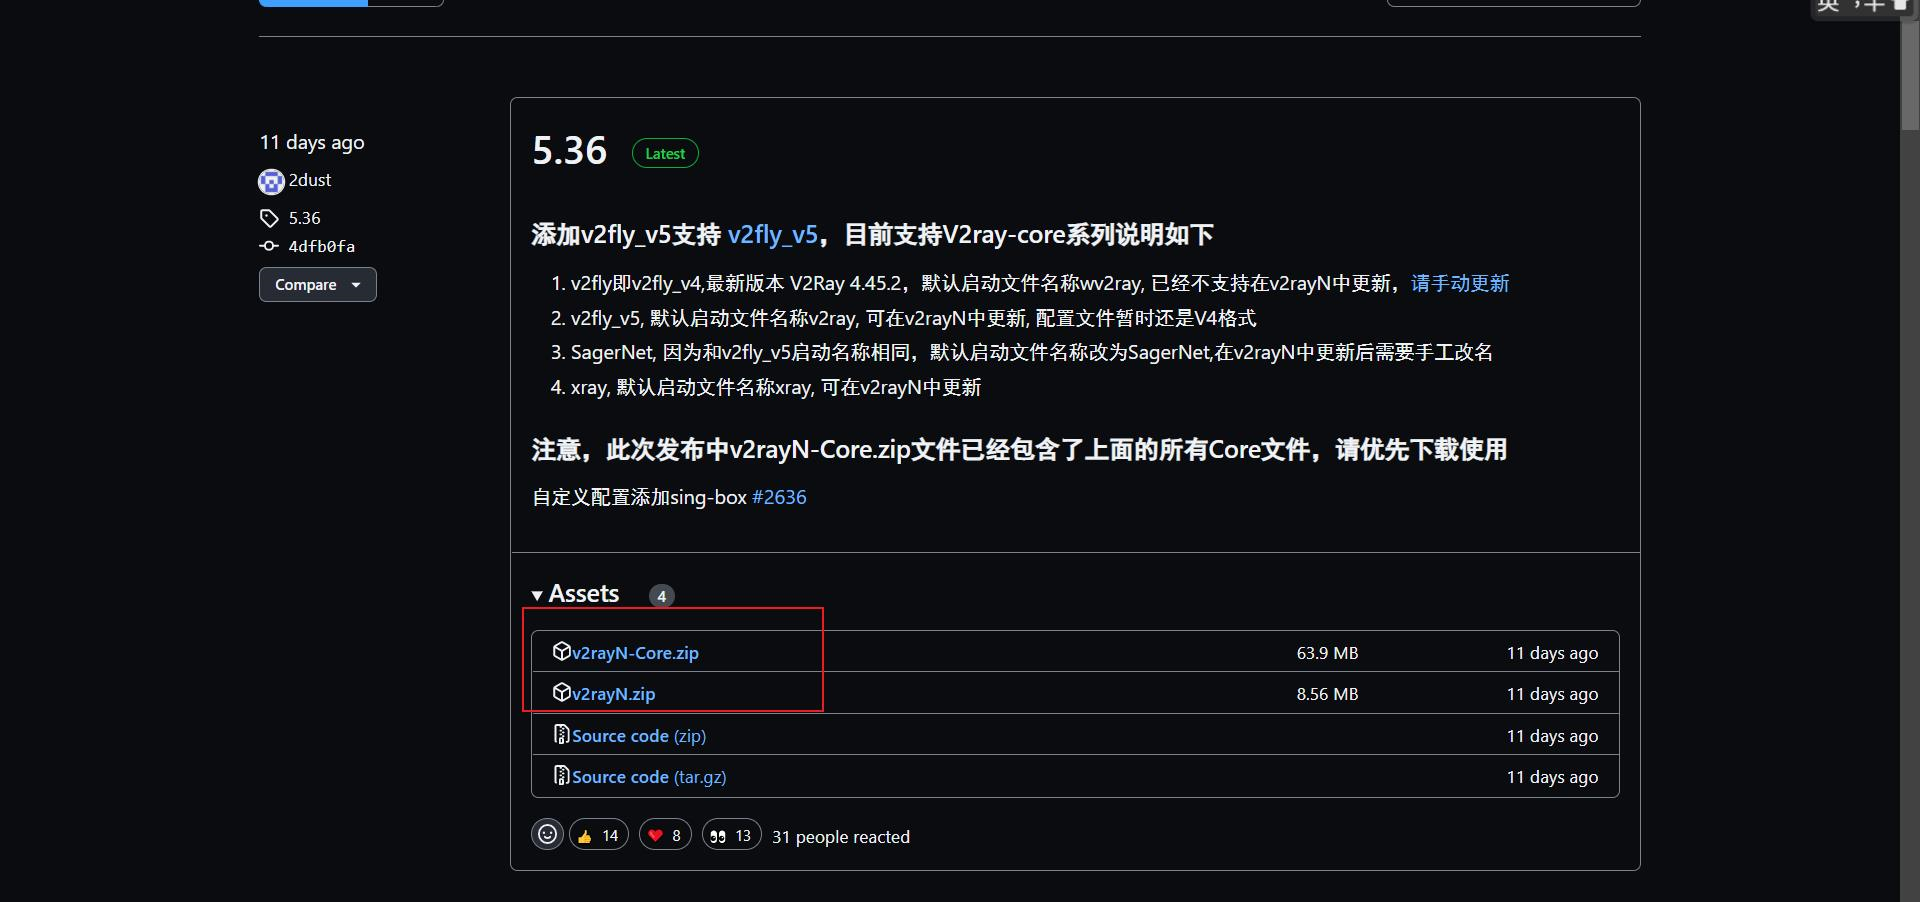 英
11 days ago
2dust
5.36
4dfb0fa
Compare
5.36 Latest
添加v2fly_v5支持 v2fly_v5，目前支持V2ray-core系列说明如下
1. v2fly即v2fly_v4,最新版本 V2Ray 4.45.2，默认启动文件名称wv2ray, 已经不支持在v2rayN中更新，请手动更新
2. v2fly_v5, 默认启动文件名称v2ray, 可在v2rayN中更新, 配置文件暂时还是V4格式
3. SagerNet, 因为和v2fly_v5启动名称相同，默认启动文件名称改为SagerNet,在v2rayN中更新后需要手工改名
4. xray, 默认启动文件名称xray, 可在v2rayN中更新
注意，此次发布中v2rayN-Core.zip文件已经包含了上面的所有Core文件，请优先下载使用
自定义配置添加sing-box #2636
Assets 4
v2rayN-Core.zip 63.9 MB 11 days ago
v2rayN.zip 8.56 MB 11 days ago
Source code (zip) 11 days ago
Source code (tar.gz) 11 days ago
14 8 13 31 people reacted